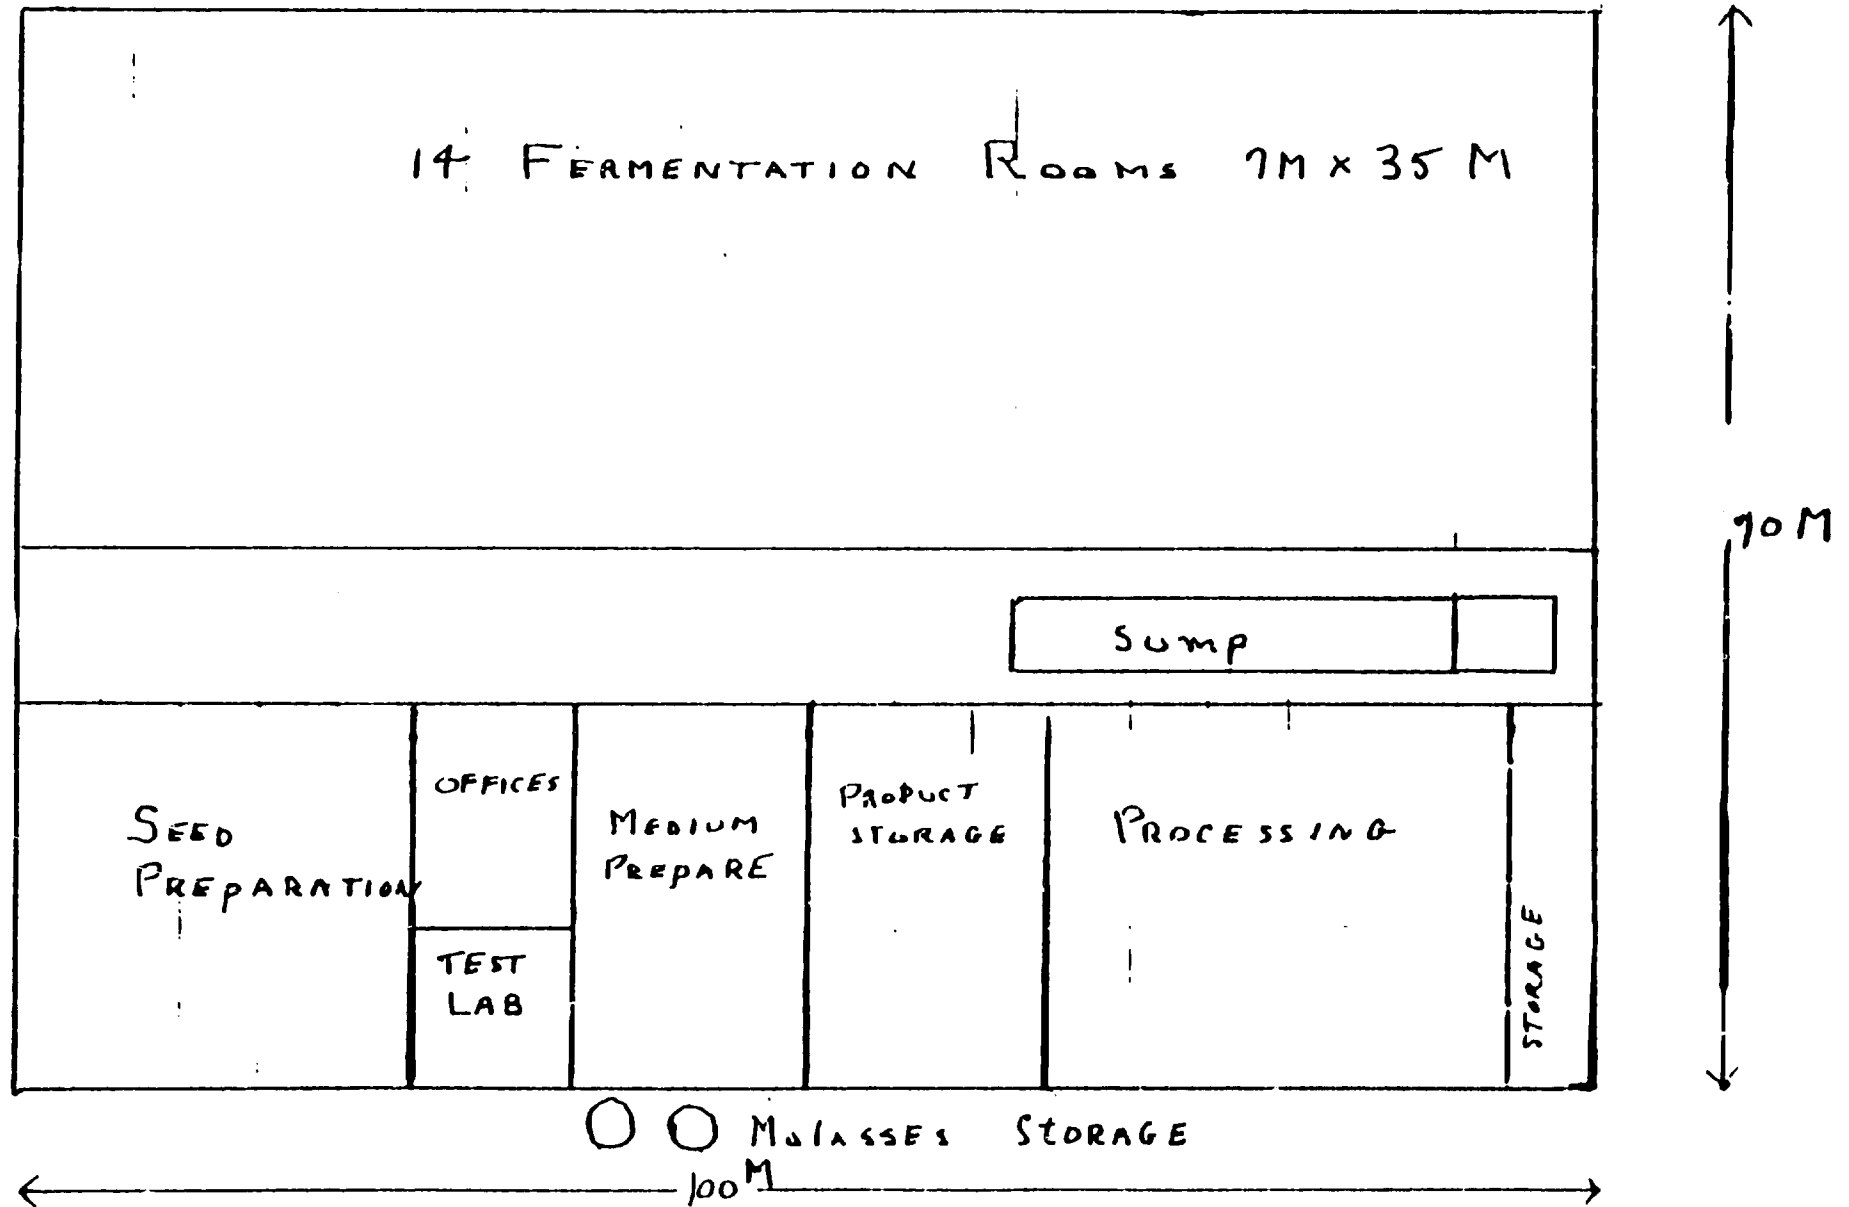 14 FERMENTATION ROOMS 7M x 35 M
70 M
SUMP
SEED
PREPARATION
OFFICES
TEST
LAB
MEDIUM
PREPARE
PRODUCT
STORAGE
PROCESSING
STORAGE
MOLASSES STORAGE
100 M